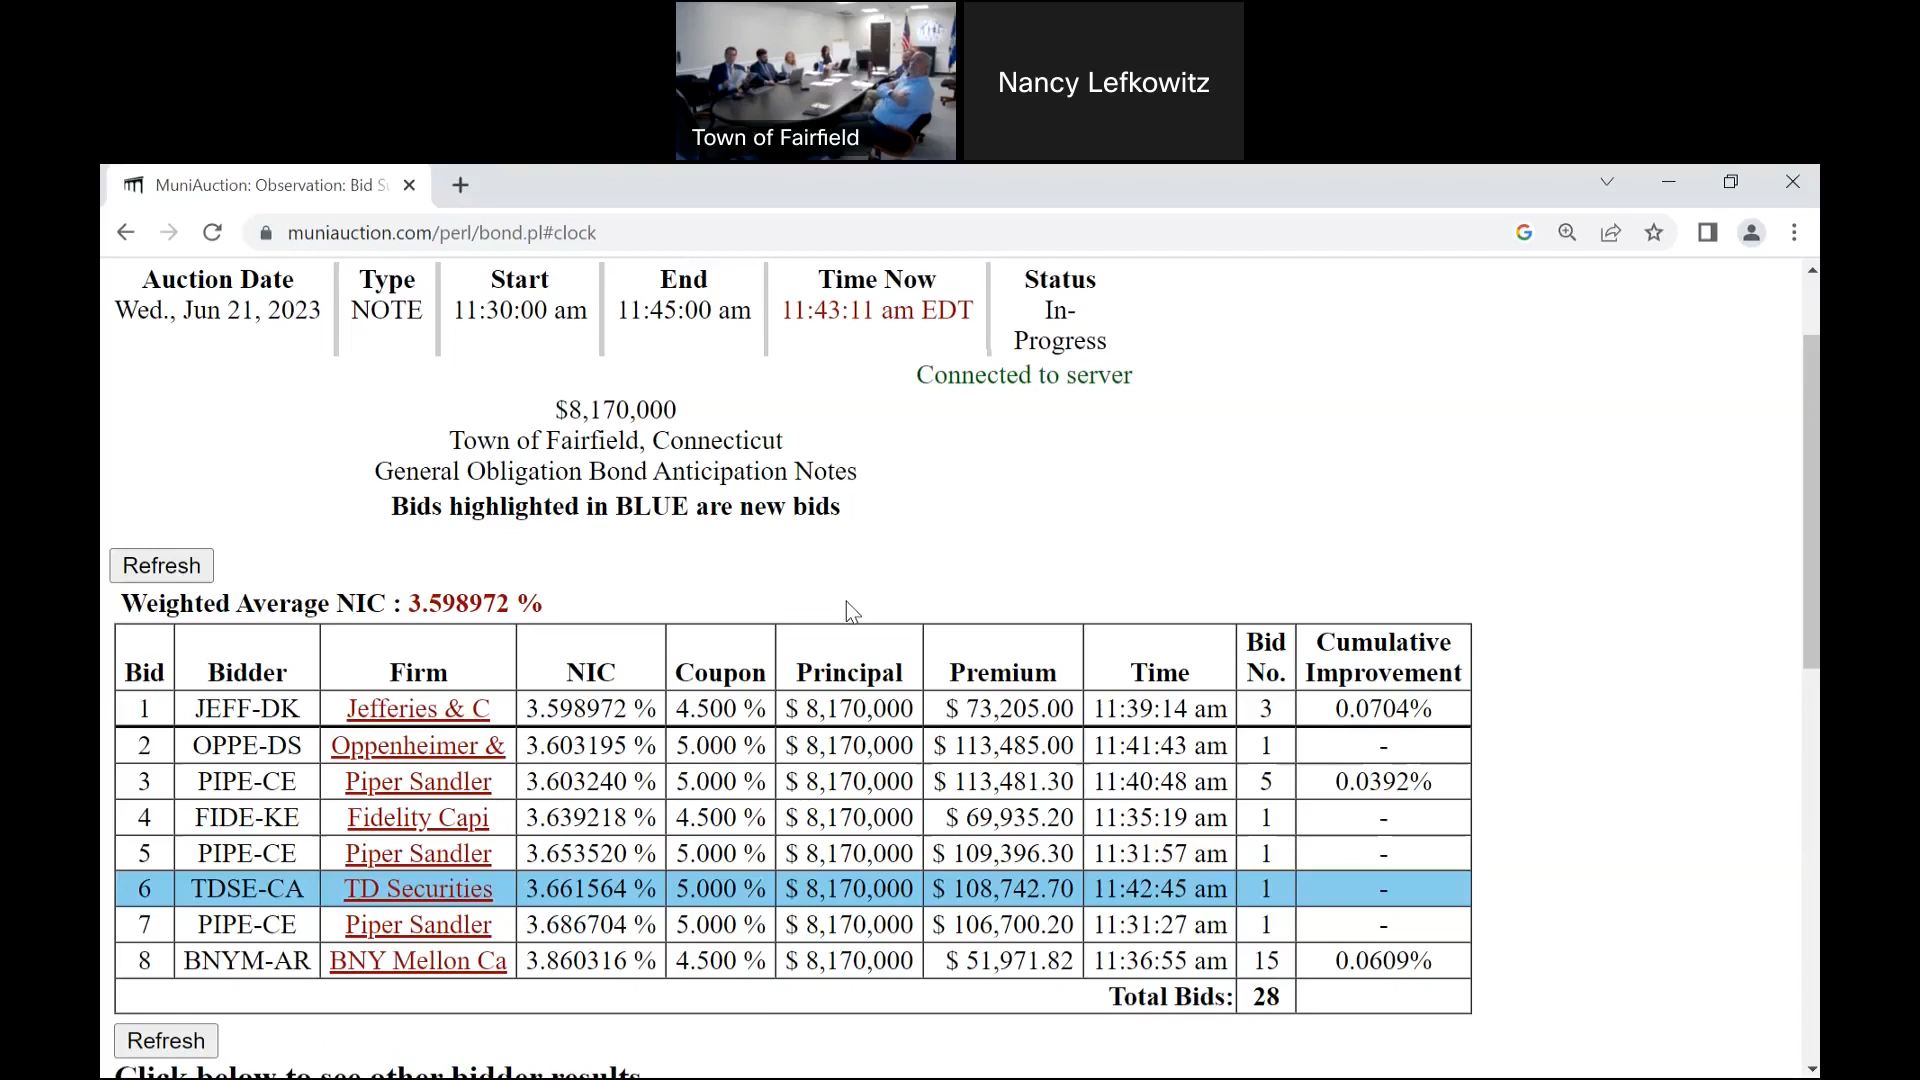 Town of Fairfield
Nancy Lefkowitz
MuniAuction: Observation: Bid S
muniauction.com/perl/bond.pl#clock
Auction Date Type Start End Time Now Status
Wed., Jun 21, 2023 NOTE 11:30:00 am 11:45:00 am 11:43:11 am EDT In-
Progress
Connected to server
$8,170,000
Town of Fairfield, Connecticut
General Obligation Bond Anticipation Notes
Bids highlighted in BLUE are new bids
Refresh
Weighted Average NIC : 3.598972 %
Bid Cumulative
Bid Bidder Firm NIC Coupon Principal Premium Time No. Improvement
1 JEFF-DK Jefferies & C 3.598972 % 4.500 % $ 8,170,000 $ 73,205.00 11:39:14 am 3 0.0704%
2 OPPE-DS Oppenheimer & 3.603195 % 5.000 % $ 8,170,000 $ 113,485.00 11:41:43 am 1 -
3 PIPE-CE Piper Sandler 3.603240 % 5.000 % $ 8,170,000 $ 113,481.30 11:40:48 am 5 0.0392%
4 FIDE-KE Fidelity Capi 3.639218 % 4.500 % $ 8,170,000 $ 69,935.20 11:35:19 am 1 -
5 PIPE-CE Piper Sandler 3.653520 % 5.000 % $ 8,170,000 $ 109,396.30 11:31:57 am 1 -
6 TDSE-CA TD Securities 3.661564 % 5.000 % $ 8,170,000 $ 108,742.70 11:42:45 am 1 -
7 PIPE-CE Piper Sandler 3.686704 % 5.000 % $ 8,170,000 $ 106,700.20 11:31:27 am 1 -
8 BNYM-AR BNY Mellon Ca 3.860316 % 4.500 % $ 8,170,000 $ 51,971.82 11:36:55 am 15 0.0609%
Total Bids: 28
Refresh
Click below to see other bidder results